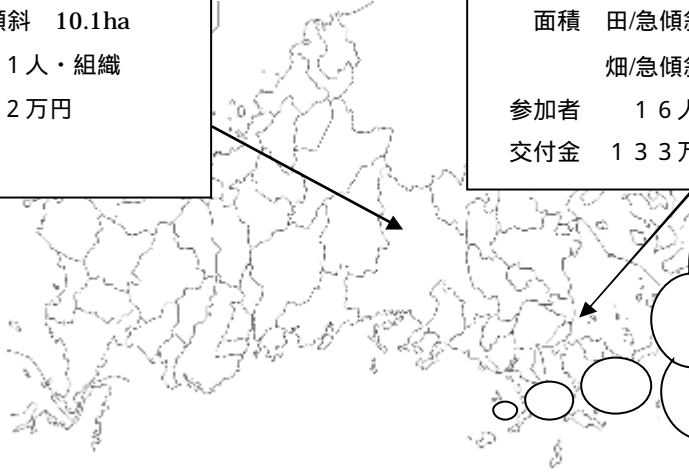 斜 10.1ha
1人・組織
2万円
面積 田/急傾
畑/急傾
参加者 16人
交付金 133万